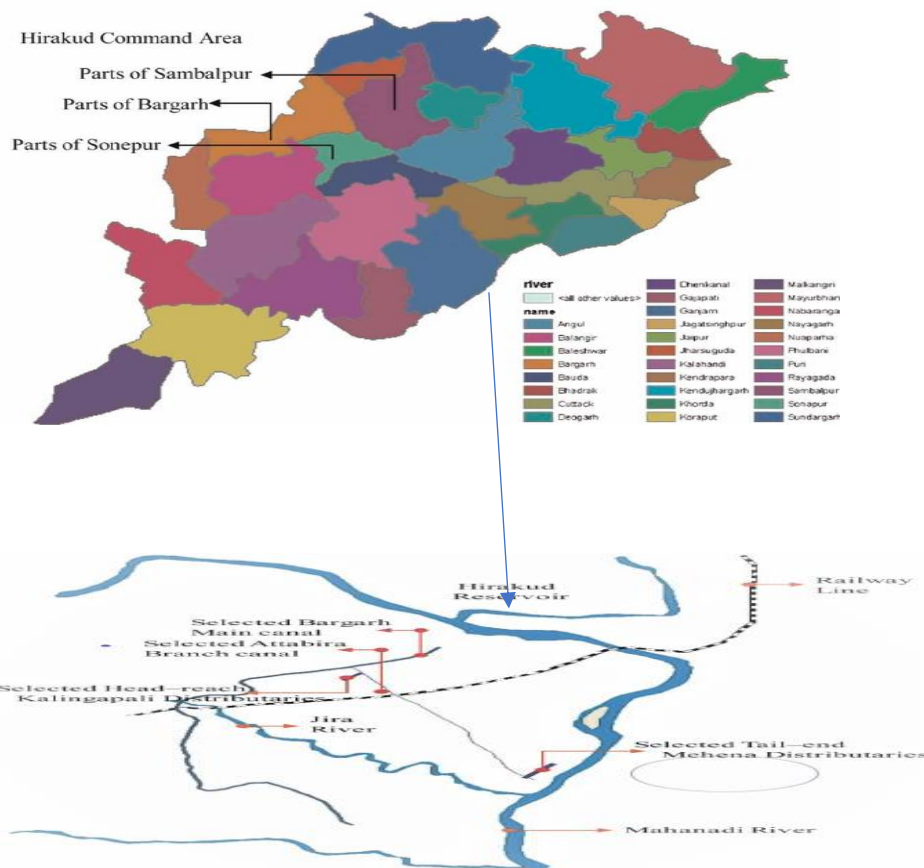 Hirakud Command Area
Parts of Sambalpur
Parts of Bargarh
Parts of Sonepur
river
<all other values>
name
Angul
Balangir
Baleshwar
Bargarh
Bauda
Bhadrak
Cuttack
Deogarh
Dhenkanal
Gajapati
Ganjam
Jagatsinghpur
Jajpur
Jharsuguda
Kalahandi
Kendrapara
Kendujhargarh
Khorda
Koraput
Malkangiri
Mayurbhan
Nabaranga
Nayagarh
Nuaparha
Phulbani
Puri
Rayagada
Sambalpur
Sonapur
Sundargarh
Hirakud
Reservoir
Railway
Line
Selected Bargarh
Main canal
Selected Attabira
Branch canal
Selected Head-reach
Kalingapali Distributaries
Jira
River
Selected Tail-end
Mehena Distributaries
Mahanadi River